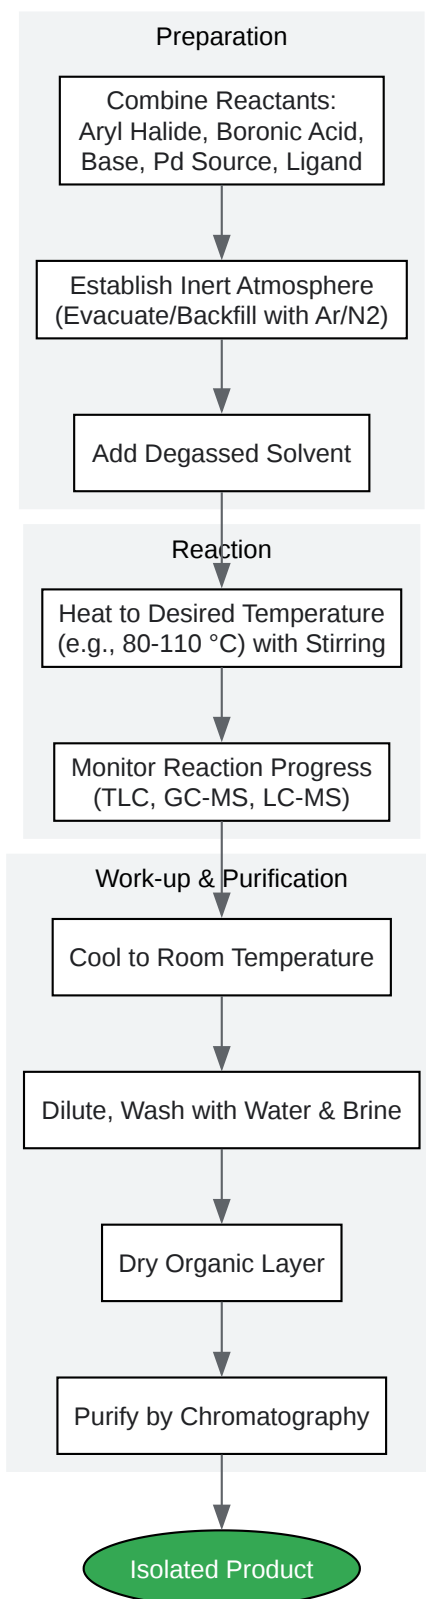 Preparation
Combine Reactants:
Aryl Halide, Boronic Acid,
Base, Pd Source, Ligand
Establish Inert Atmosphere
(Evacuate/Backfill with Ar/N2)
Add Degassed Solvent
Reaction
Heat to Desired Temperature
(e.g., 80-110 °C) with Stirring
Monitor Reaction Progress
(TLC, GC-MS, LC-MS)
Work-up & Purification
Cool to Room Temperature
Dilute, Wash with Water & Brine
Dry Organic Layer
Purify by Chromatography
Isolated Product